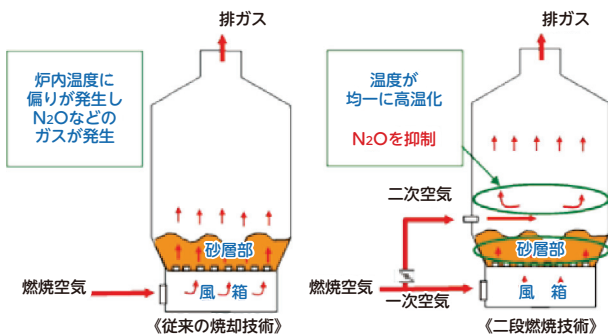 排ガス
炉内温度に
偏りが発生し
N2Oなどの
ガスが発生
砂層部
燃焼空気
風 箱
《従来の焼却技術》
排ガス
温度が
均一に高温化
N2Oを抑制
二次空気
砂層部
燃焼空気
一次空気
風 箱
《二段燃焼技術》